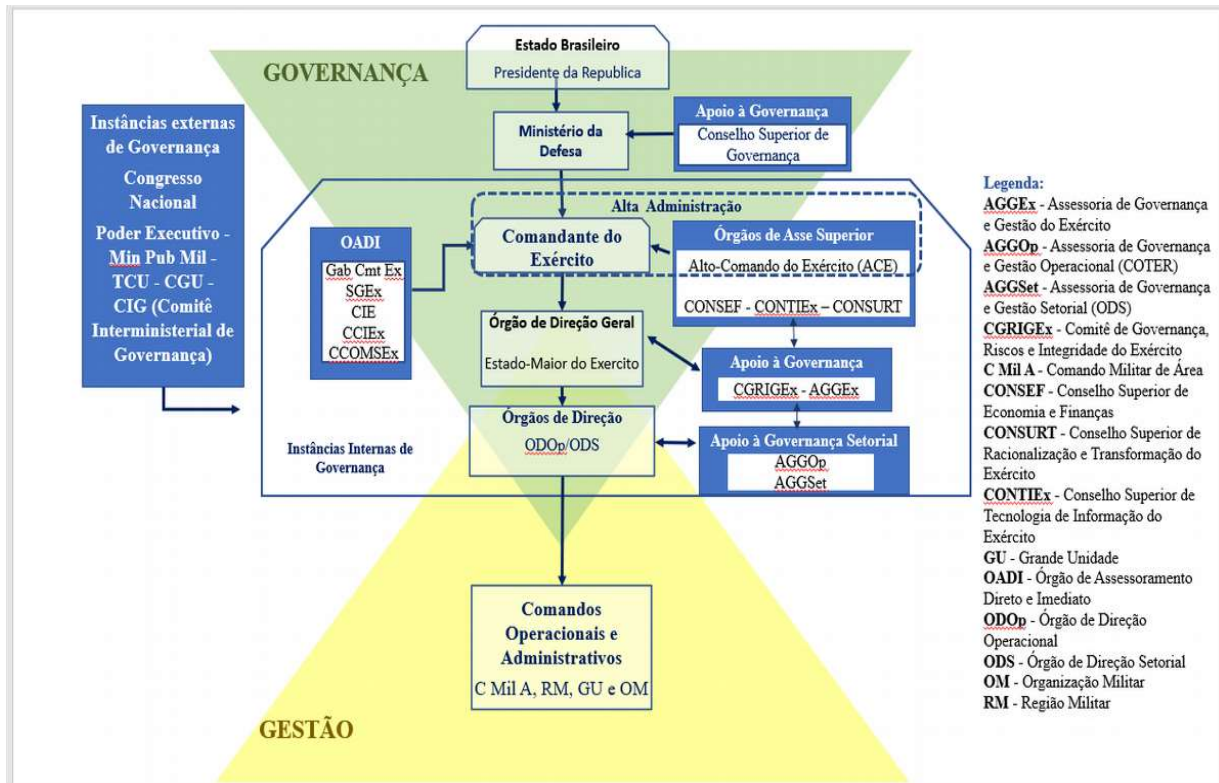 Estado Brasileiro
Presidente da Republica
GOVERNANÇA
Instâncias externas
de Governança
Congresso
Nacional
Poder Executivo -
Min Pub Mil -
TCU - CGU -
CIG (Comitê
Interministerial de
Governança)
Ministério da
Defesa
Apoio à Governança
Conselho Superior de
Governança
Alta Administração
OADI
Gab Cmt Ex
SGEx
CIE
CCIEx
CCOMSEx
Comandante do
Exército
Órgãos de Asse Superior
Alto-Comando do Exército (ACE)
CONSEF - CONTIEx – CONSURT
Órgão de Direção Geral
Estado-Maior do Exercito
Apoio à Governança
CGRIGEx - AGGEx
Órgãos de Direção
ODOp/ODS
Apoio à Governança Setorial
AGGOp
AGGSet
Instâncias Internas de
Governança
Comandos
Operacionais e
Administrativos
C Mil A, RM, GU e OM
GESTÃO
Legenda:
AGGEx - Assessoria de Governança
e Gestão do Exército
AGGOp - Assessoria de Governança
e Gestão Operacional (COTER)
AGGSet - Assessoria de Governança
e Gestão Setorial (ODS)
CGRIGEx - Comitê de Governança,
Riscos e Integridade do Exército
C Mil A - Comando Militar de Área
CONSEF - Conselho Superior de
Economia e Finanças
CONSURT - Conselho Superior de
Racionalização e Transformação do
Exército
CONTIEx - Conselho Superior de
Tecnologia de Informação do
Exército
GU - Grande Unidade
OADI - Órgão de Assessoramento
Direto e Imediato
ODOp - Órgão de Direção
Operacional
ODS - Órgão de Direção Setorial
OM - Organização Militar
RM - Região Militar